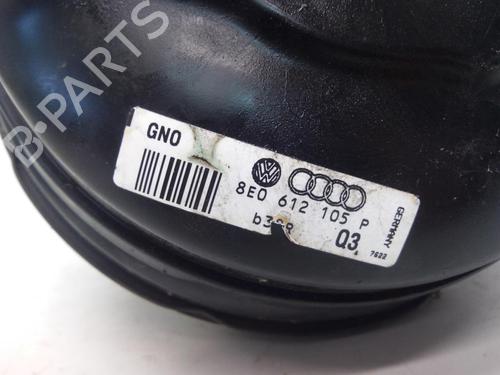 B-PARTS
GNO
8E0 612 105 P
Q3
GERMANY
7622